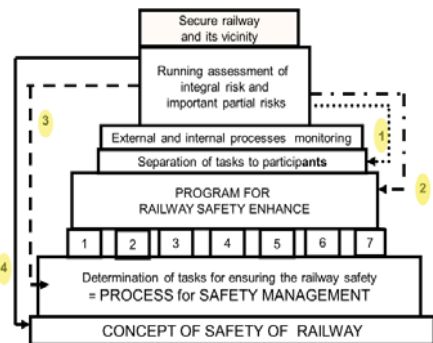 Secure railway
and its vicinity
Running assessment of
integral risk and
important partial risks
3
1
External and internal processes monitoring
Separation of tasks to participants
2
PROGRAM FOR
RAILWAY SAFETY ENHANCE
1 2 3 4 5 6 7
4
Determination of tasks for ensuring the railway safety
= PROCESS for SAFETY MANAGEMENT
CONCEPT OF SAFETY OF RAILWAY